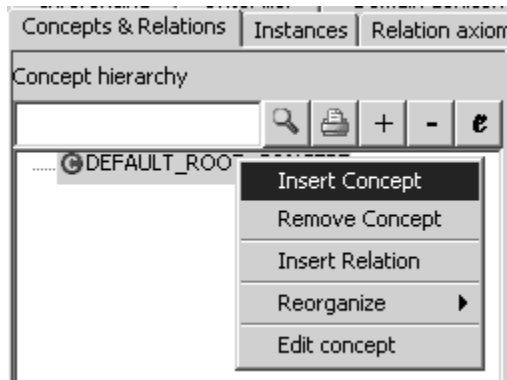 Concepts & Relations Instances Relation axiom
Concept hierarchy
+ - e
DEFAULT_ROOT
Insert Concept
Remove Concept
Insert Relation
Reorganize
Edit concept